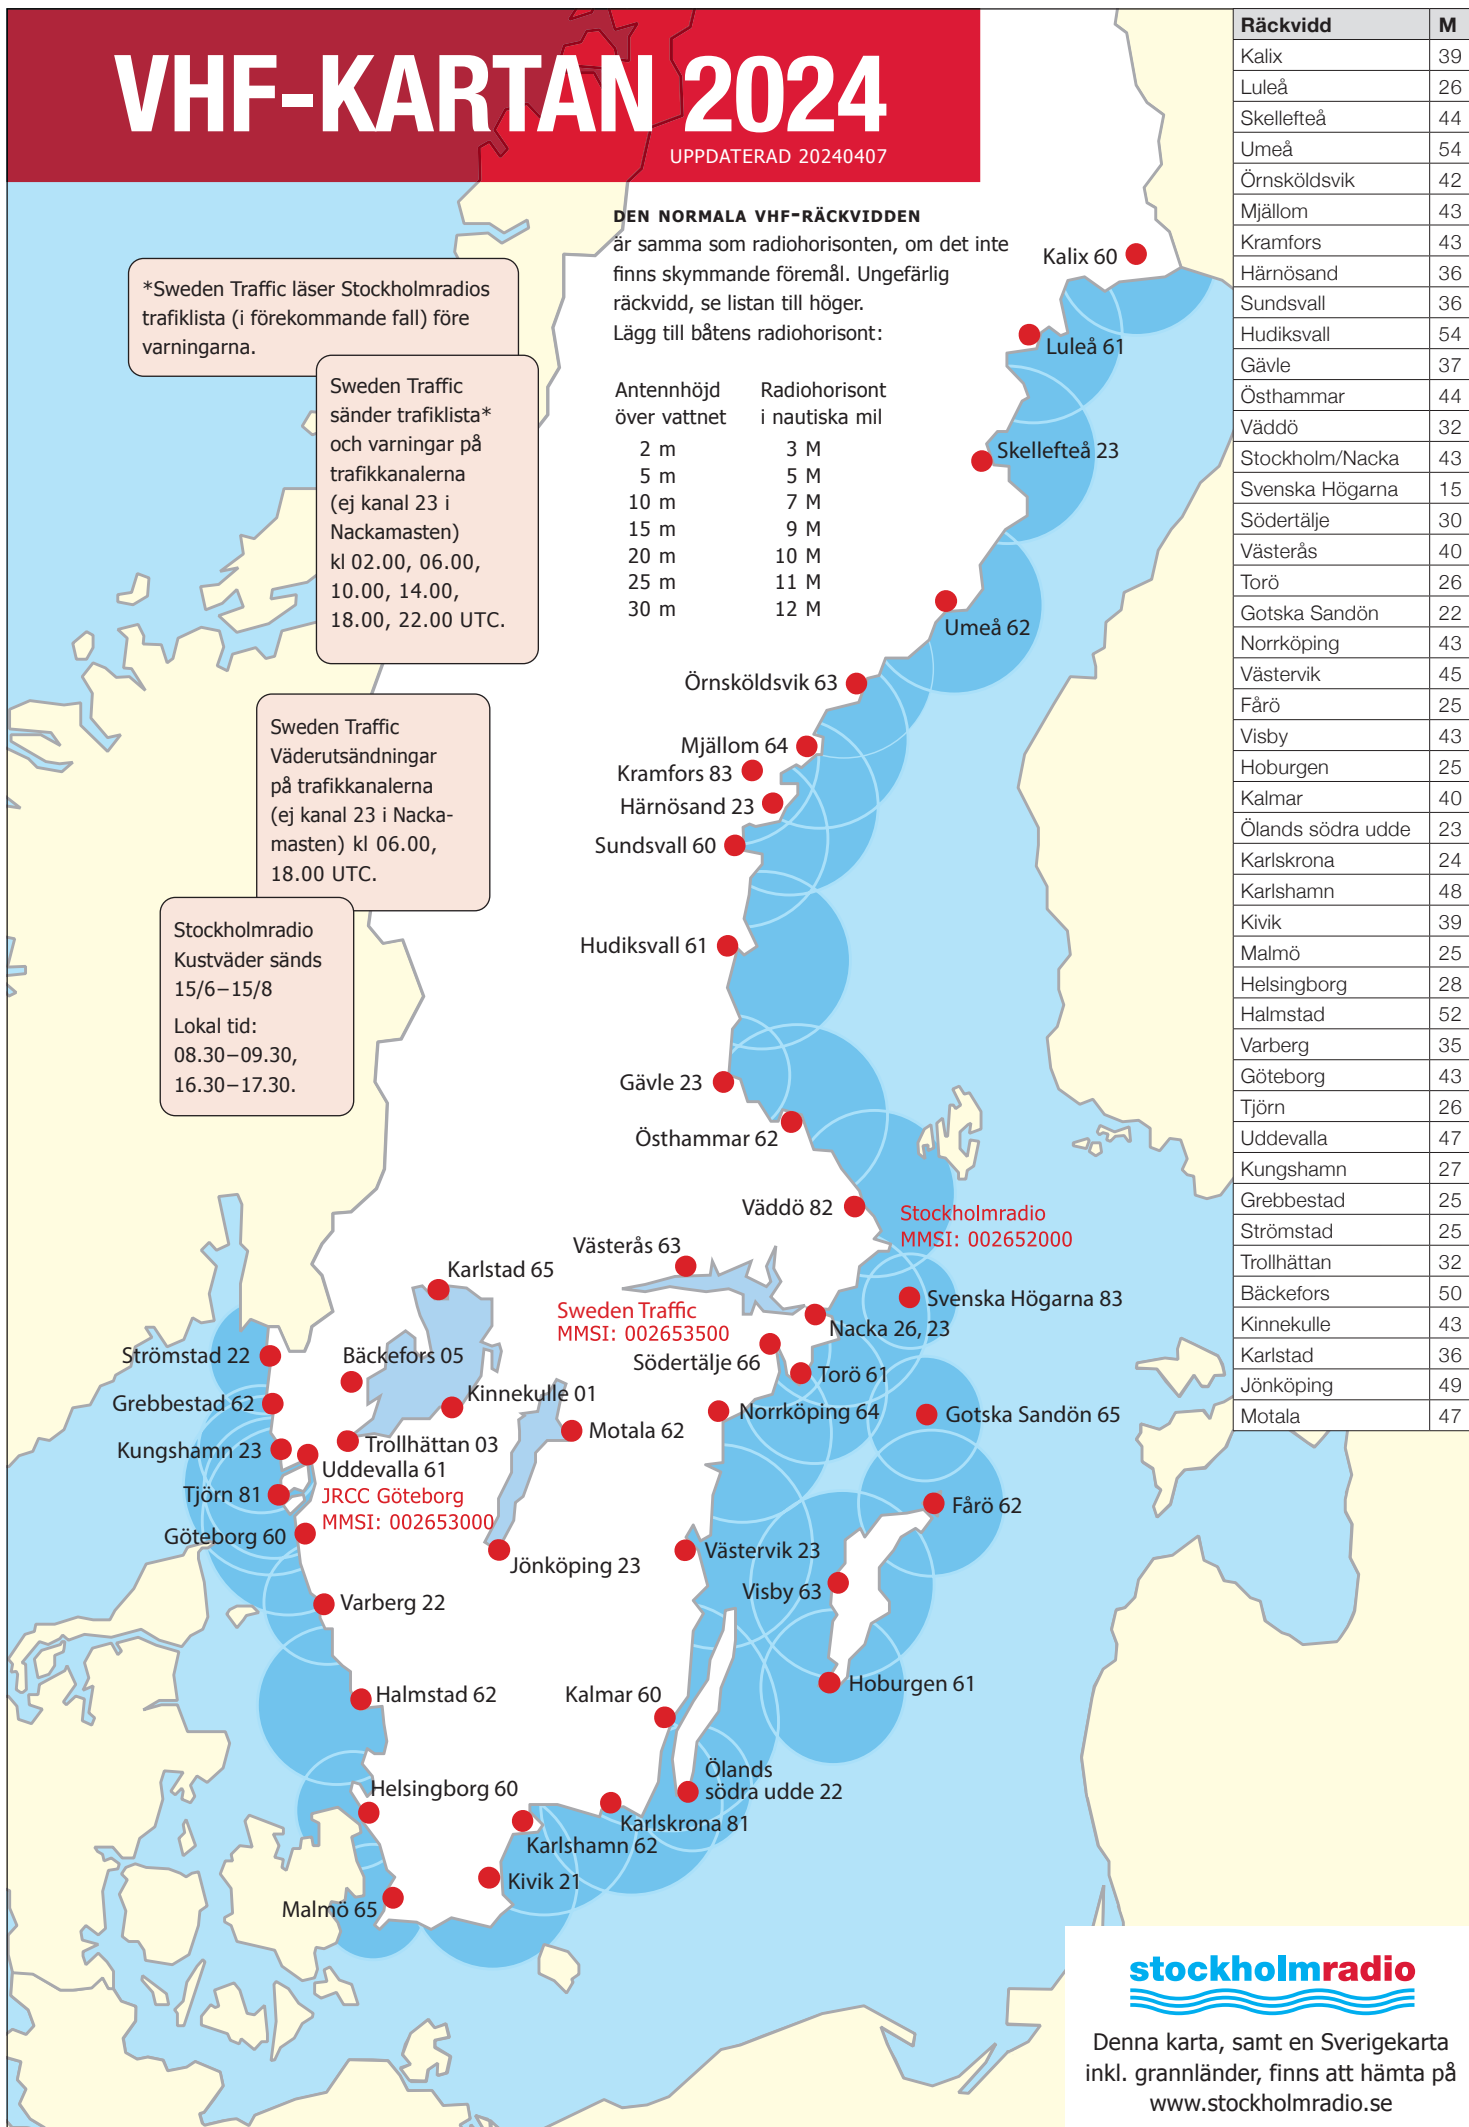 VHF-KARTAN 2024
UPPDATERAD 20240407
DEN NORMALA VHF-RÄCKVIDDEN
är samma som radiohorisonten, om det inte
finns skymmande föremål. Ungefärlig
räckvidd, se listan till höger.
Lägg till båtens radiohorisont:
Antennhöjd Radiohorisont
över vattnet i nautiska mil
2 m 3 M
5 m 5 M
10 m 7 M
15 m 9 M
20 m 10 M
25 m 11 M
30 m 12 M
*Sweden Traffic läser Stockholmradios
trafiklista (i förekommande fall) före
varningarna.
Sweden Traffic
sänder trafiklista*
och varningar på
trafikkanalerna
(ej kanal 23 i
Nackamasten)
kl 02.00, 06.00,
10.00, 14.00,
18.00, 22.00 UTC.
Sweden Traffic
Väderutsändningar
på trafikkanalerna
(ej kanal 23 i Nacka-
masten) kl 06.00,
18.00 UTC.
Stockholmradio
Kustväder sänds
15/6–15/8
Lokal tid:
08.30–09.30,
16.30–17.30.
Kalix 60
Luleå 61
Skellefteå 23
Umeå 62
Örnsköldsvik 63
Mjällom 64
Kramfors 83
Härnösand 23
Sundsvall 60
Hudiksvall 61
Gävle 23
Östhammar 62
Väddö 82
Stockholmradio
MMSI: 002652000
Västerås 63
Karlstad 65
Svenska Högarna 83
Sweden Traffic
MMSI: 002653500
Nacka 26, 23
Strömstad 22
Bäckefors 05
Södertälje 66
Torö 61
Grebbestad 62
Kinnekulle 01
Norrköping 64
Gotska Sandön 65
Motala 62
Kungshamn 23
Trollhättan 03
Uddevalla 61
Tjörn 81
JRCC Göteborg
MMSI: 002653000
Fårö 62
Göteborg 60
Jönköping 23
Västervik 23
Visby 63
Varberg 22
Hoburgen 61
Halmstad 62
Kalmar 60
Ölands
södra udde 22
Helsingborg 60
Karlskrona 81
Karlshamn 62
Kivik 21
Malmö 65
Räckvidd M
Kalix 39
Luleå 26
Skellefteå 44
Umeå 54
Örnsköldsvik 42
Mjällom 43
Kramfors 43
Härnösand 36
Sundsvall 36
Hudiksvall 54
Gävle 37
Östhammar 44
Väddö 32
Stockholm/Nacka 43
Svenska Högarna 15
Södertälje 30
Västerås 40
Torö 26
Gotska Sandön 22
Norrköping 43
Västervik 45
Fårö 25
Visby 43
Hoburgen 25
Kalmar 40
Ölands södra udde 23
Karlskrona 24
Karlshamn 48
Kivik 39
Malmö 25
Helsingborg 28
Halmstad 52
Varberg 35
Göteborg 43
Tjörn 26
Uddevalla 47
Kungshamn 27
Grebbestad 25
Strömstad 25
Trollhättan 32
Bäckefors 50
Kinnekulle 43
Karlstad 36
Jönköping 49
Motala 47
stockholmradio
Denna karta, samt en Sverigekarta
inkl. grannländer, finns att hämta på
www.stockholmradio.se